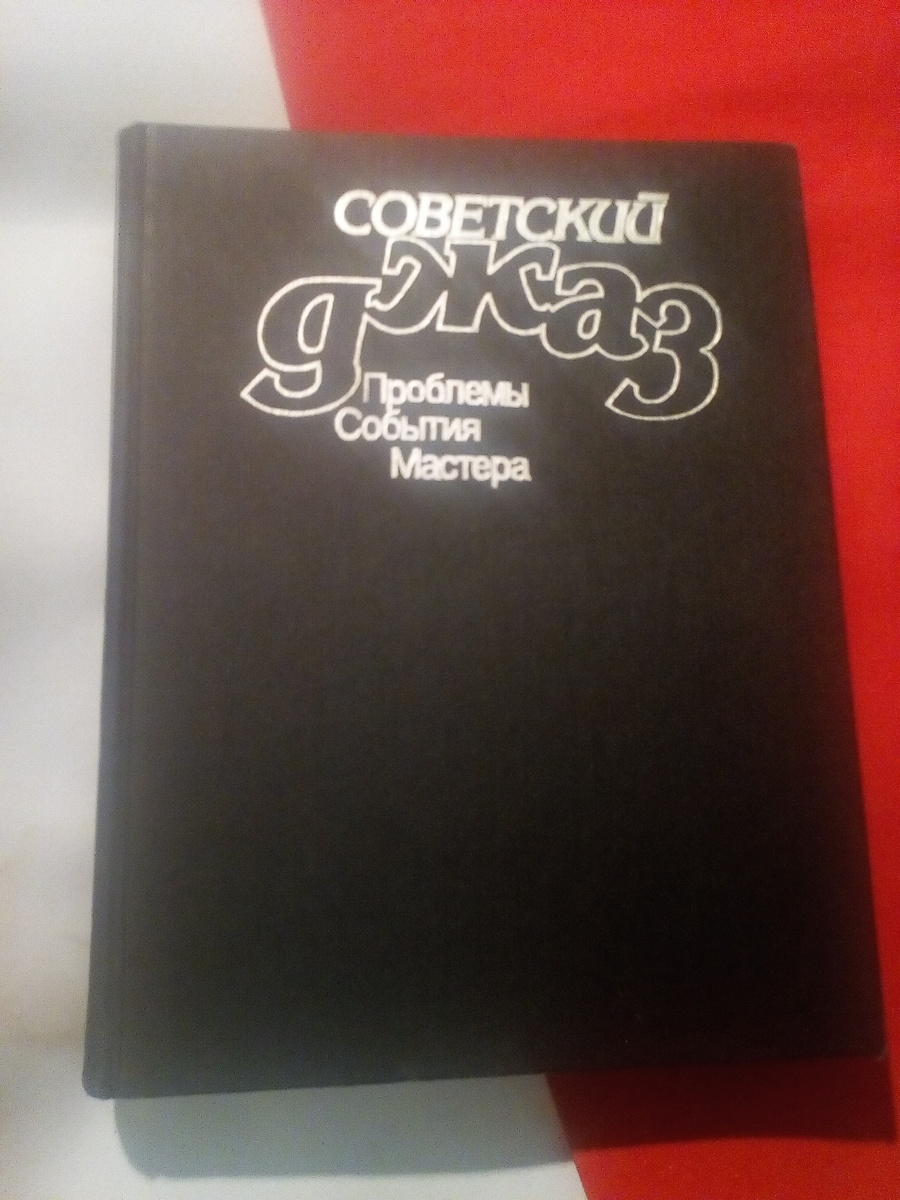 СОВЕТСКИЙ
джаз
Проблемы
События
Мастера